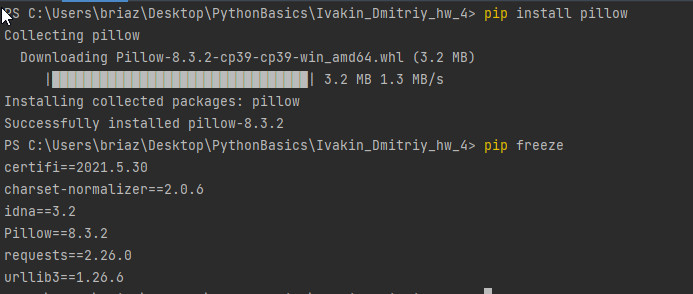 PS C:\Users\briaz\Desktop\PythonBasics\Ivakin_Dmitriy_hw_4> pip install pillow
Collecting pillow
  Downloading Pillow-8.3.2-cp39-cp39-win_amd64.whl (3.2 MB)
     |████████████████████████████████| 3.2 MB 1.3 MB/s
Installing collected packages: pillow
Successfully installed pillow-8.3.2
PS C:\Users\briaz\Desktop\PythonBasics\Ivakin_Dmitriy_hw_4> pip freeze
certifi==2021.5.30
charset-normalizer==2.0.6
idna==3.2
Pillow==8.3.2
requests==2.26.0
urllib3==1.26.6